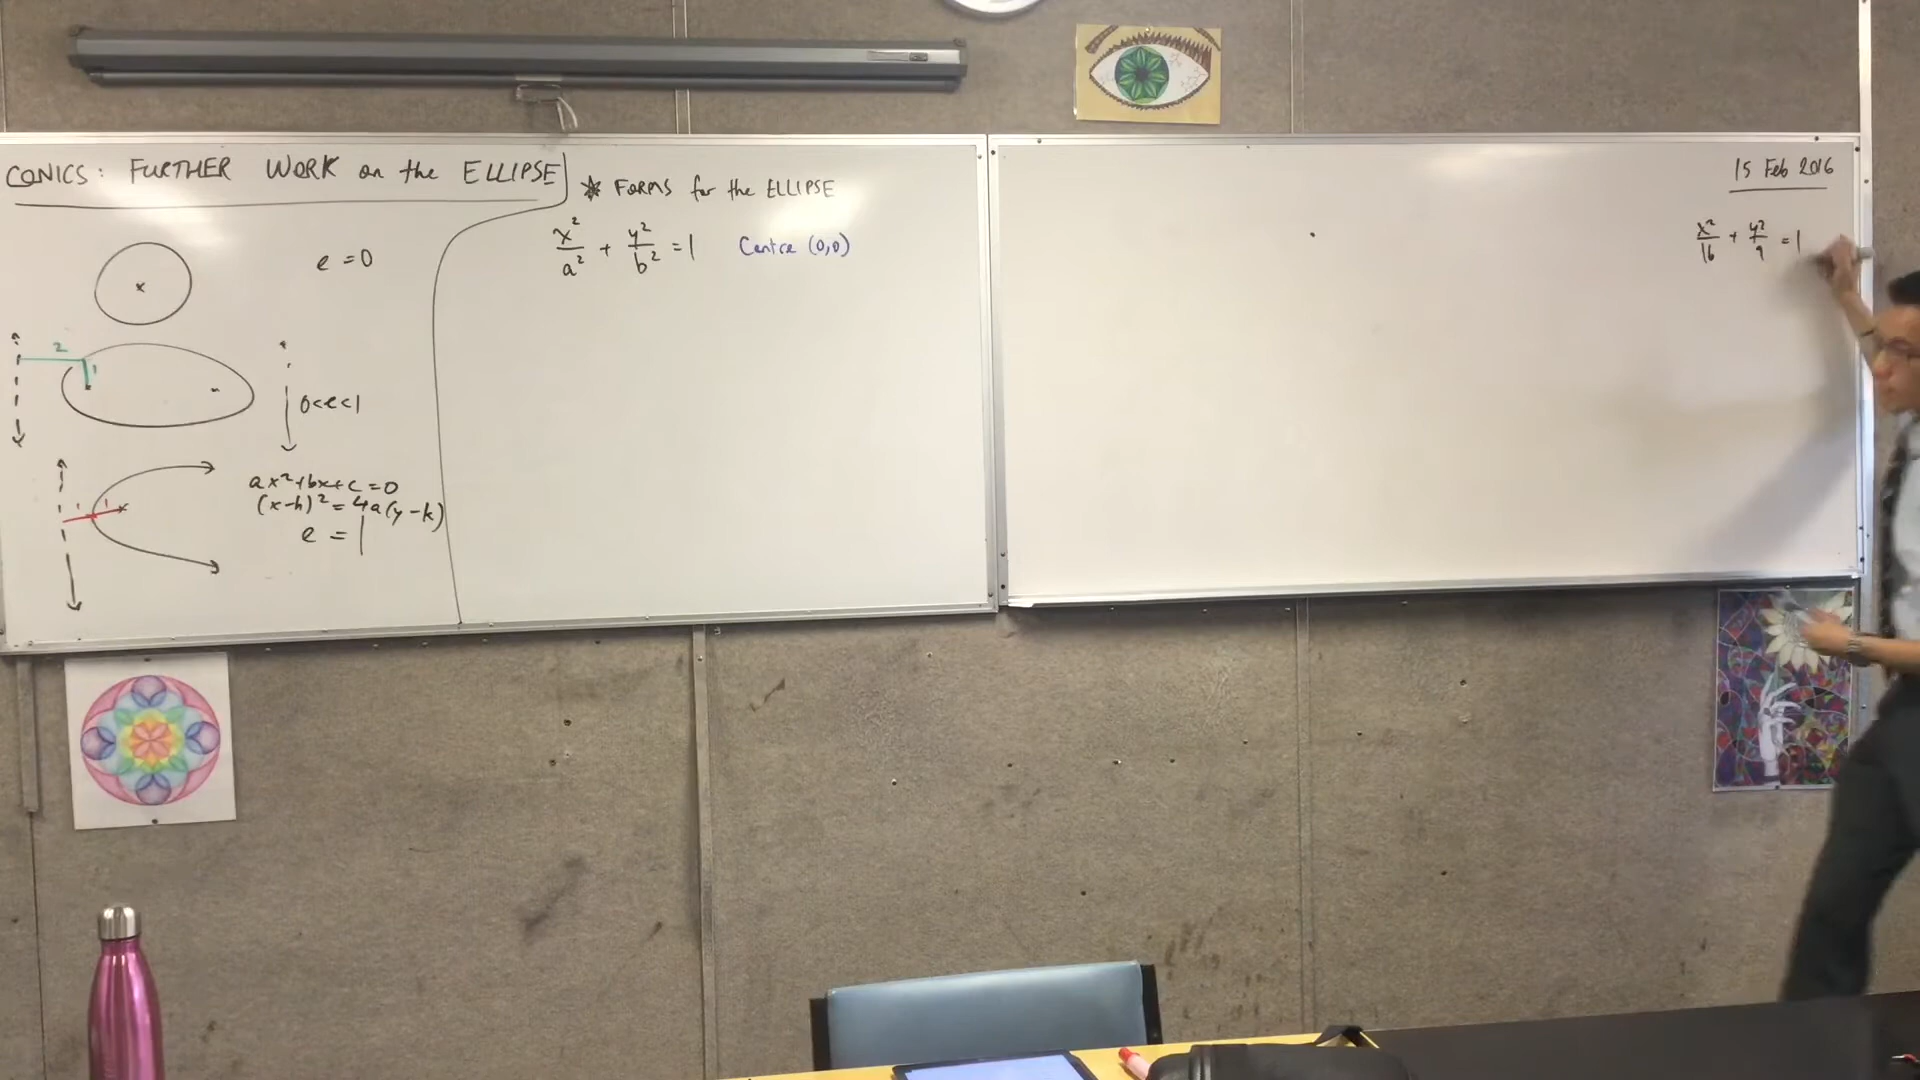 CONICS: FURTHER WORK on the ELLIPSE
e = 0
2
1
0<e<1
ax²+bx+c=0
(x-h)² = 4a(y-k)
e = 1
* FORMS for the ELLIPSE
x²/a² + y²/b² = 1 Centre (0,0)
15 Feb 2016
x²/16 + y²/9 = 1